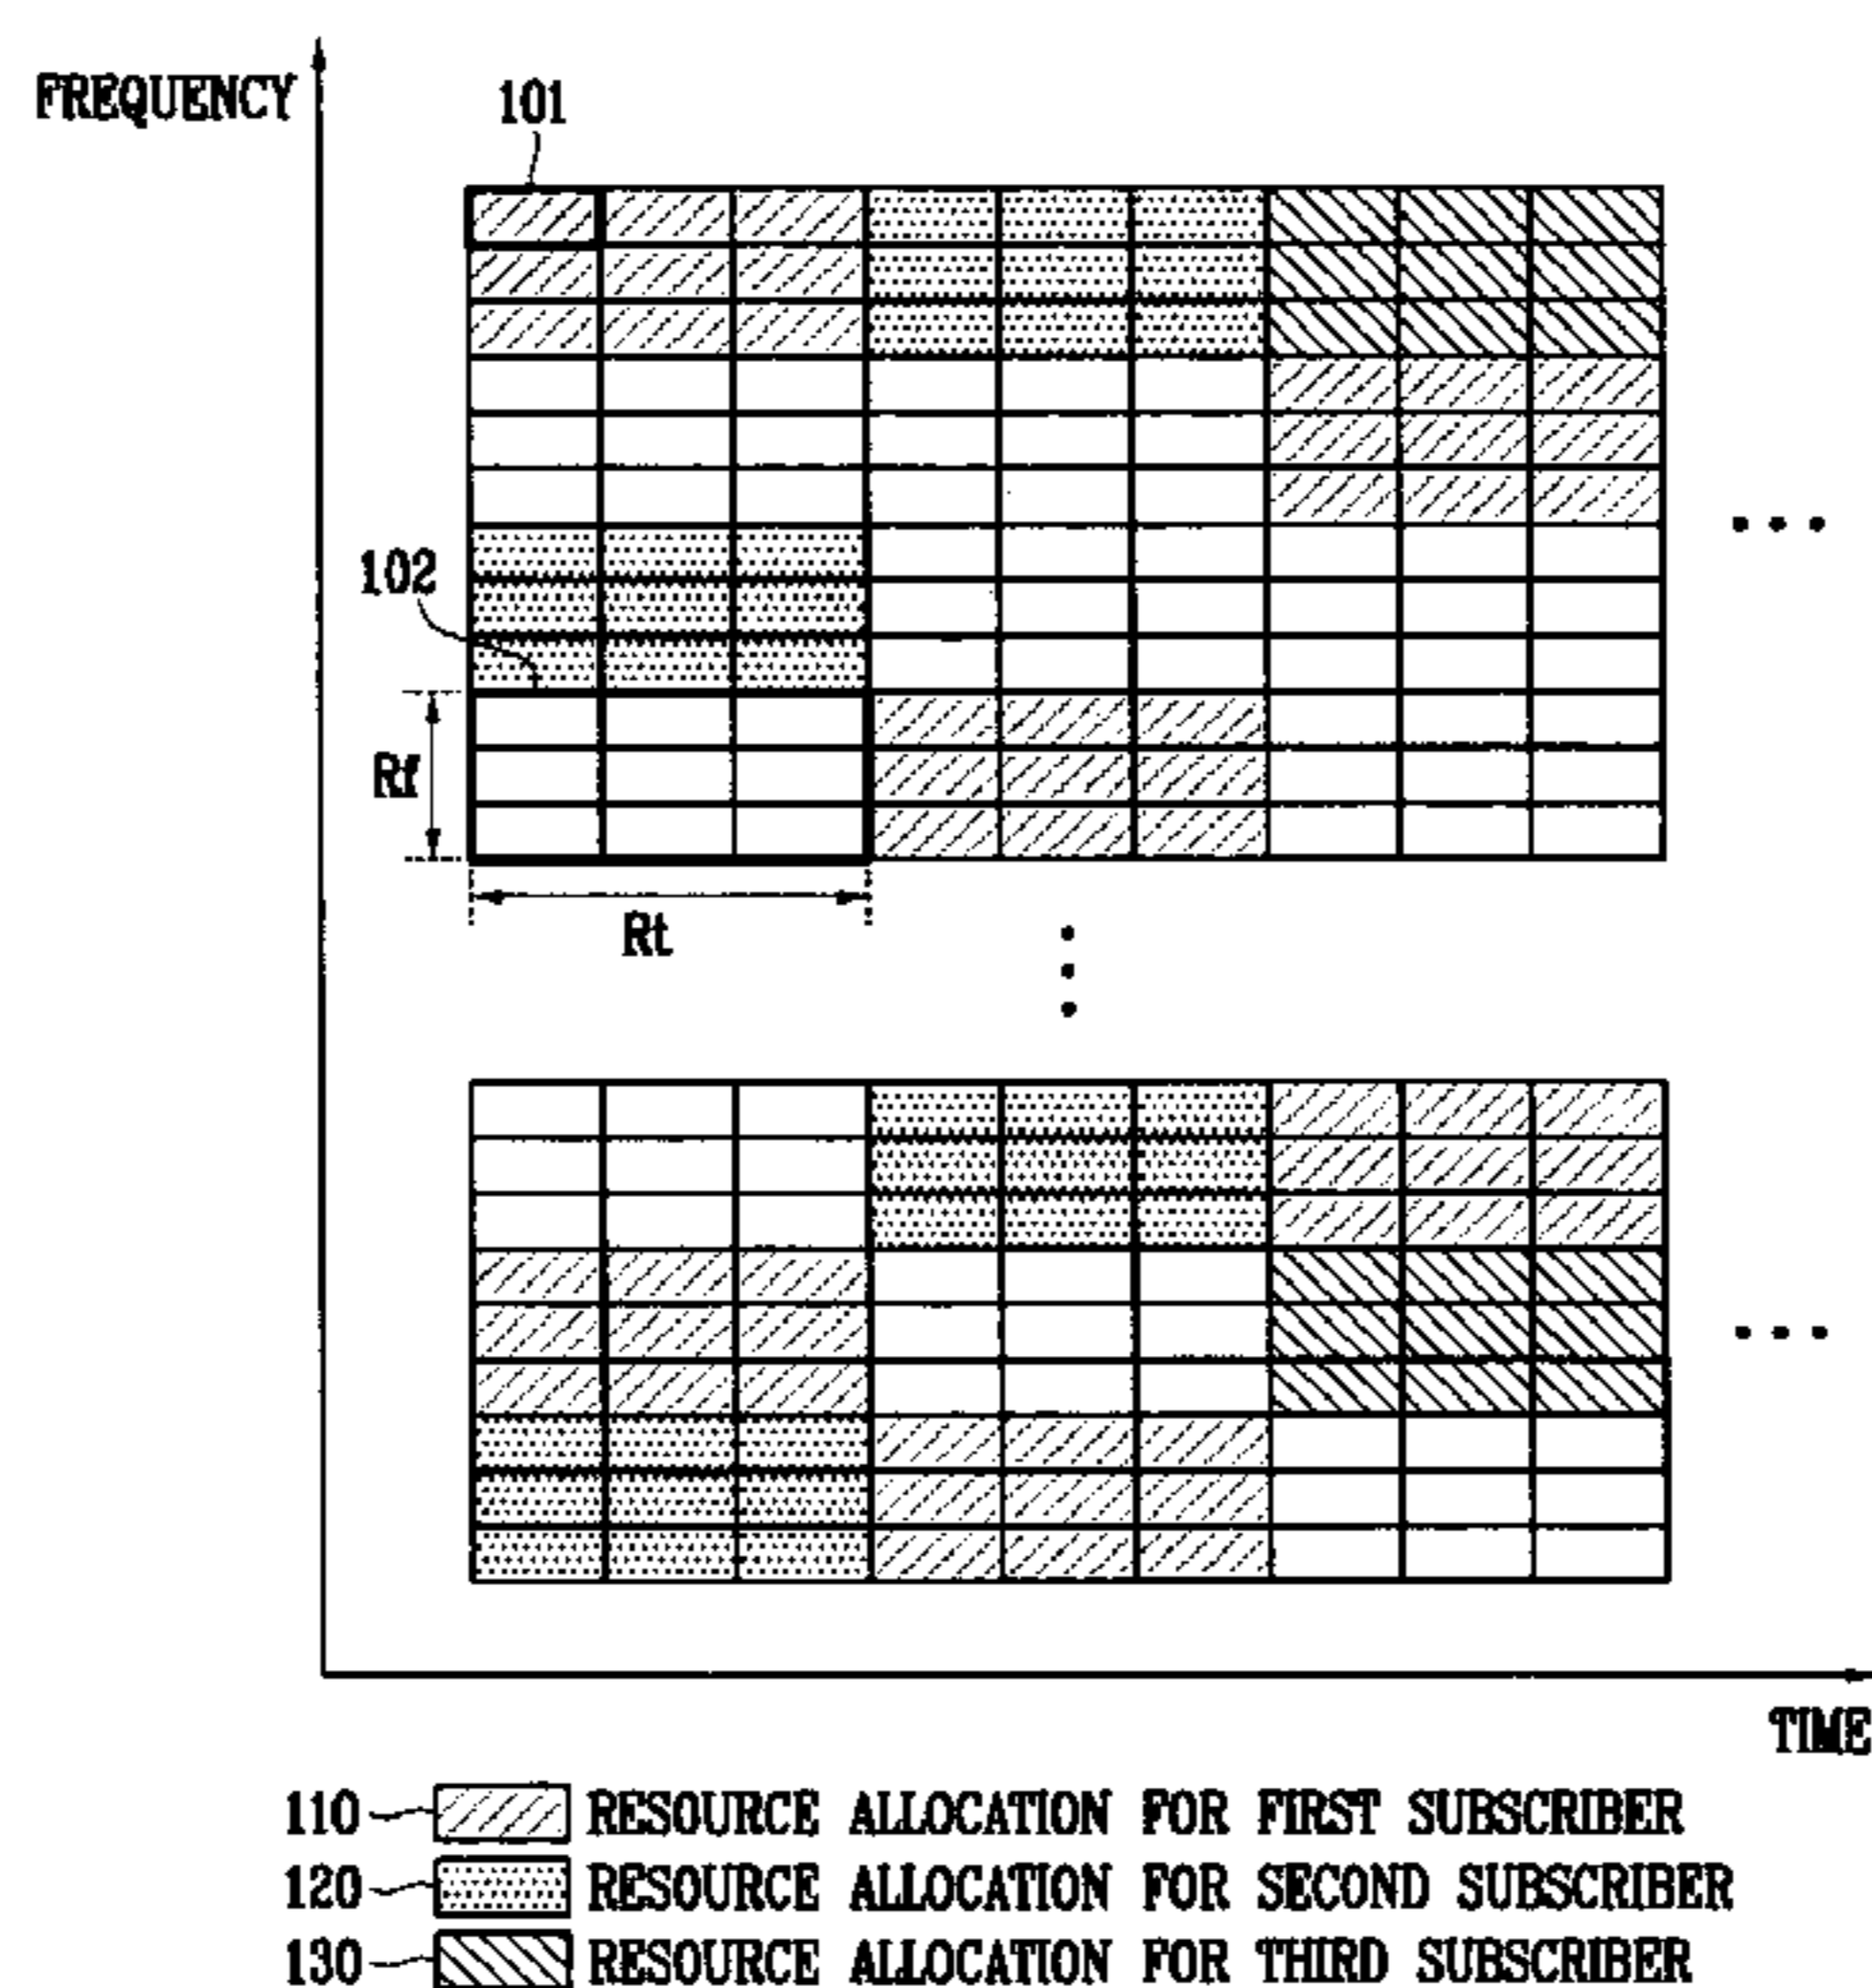 FREQUENCY
101
102
Rf
Rt
TIME
110 RESOURCE ALLOCATION FOR FIRST SUBSCRIBER
120 RESOURCE ALLOCATION FOR SECOND SUBSCRIBER
130 RESOURCE ALLOCATION FOR THIRD SUBSCRIBER